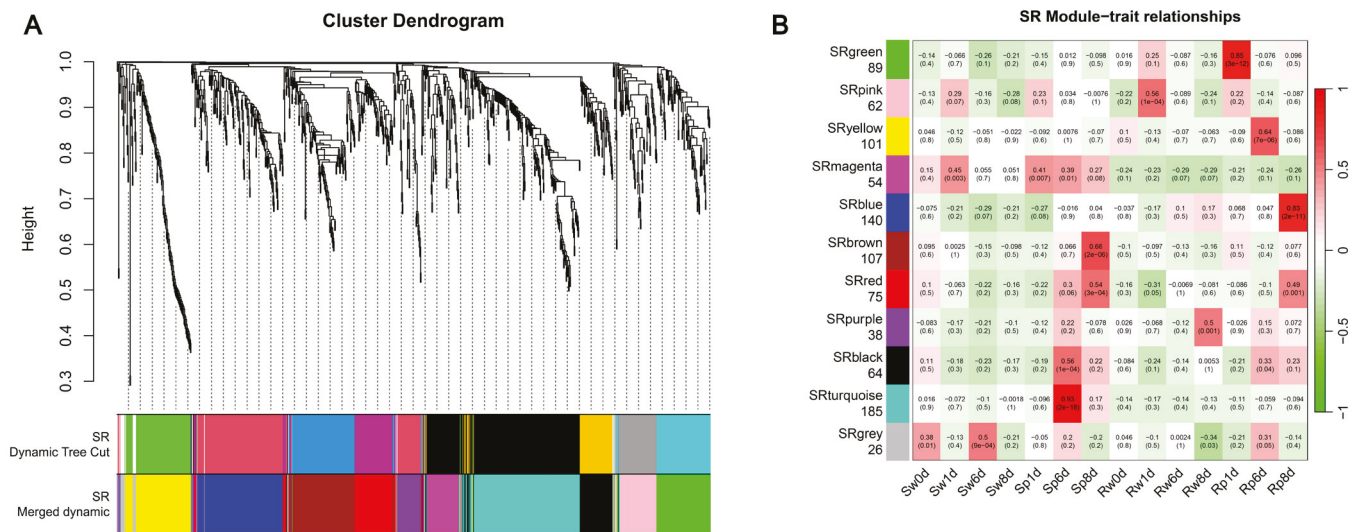 A
Cluster Dendrogram
Height
1.0
0.9
0.8
0.7
0.6
0.5
0.4
0.3
SR
Dynamic Tree Cut
SR
Merged dynamic
B
SR Module−trait relationships
SRgreen
89
−0.14 −0.066 −0.26 −0.21 −0.15 0.012 −0.098 0.016 0.25 −0.087 −0.16 0.85 −0.076 0.096
(0.4) (0.7) (0.1) (0.2) (0.4) (0.9) (0.5) (0.9) (0.1) (0.6) (0.3) (3e−12) (0.6) (0.5)
SRpink
62
−0.13 0.29 −0.16 −0.28 0.23 0.034 −0.0076 −0.22 0.56 −0.089 −0.24 0.22 −0.14 −0.087
(0.4) (0.07) (0.3) (0.08) (0.1) (0.8) (1) (0.2) (1e−04) (0.6) (0.1) (0.2) (0.4) (0.6)
SRyellow
101
0.046 −0.12 −0.051 −0.022 −0.092 0.0076 −0.07 0.1 −0.13 −0.07 −0.063 −0.09 0.64 −0.086
(0.8) (0.5) (0.8) (0.9) (0.6) (1) (0.7) (0.5) (0.4) (0.7) (0.7) (0.6) (7e−06) (0.6)
SRmagenta
54
0.15 0.45 0.055 0.051 0.41 0.39 0.27 −0.24 −0.23 −0.29 −0.29 −0.21 −0.24 −0.26
(0.4) (0.003) (0.7) (0.8) (0.007) (0.01) (0.08) (0.1) (0.2) (0.07) (0.07) (0.2) (0.1) (0.1)
SRblue
140
−0.075 −0.21 −0.29 −0.21 −0.27 −0.016 0.04 −0.037 −0.17 0.1 0.17 0.068 0.047 0.83
(0.6) (0.2) (0.07) (0.2) (0.08) (0.9) (0.8) (0.8) (0.3) (0.5) (0.3) (0.7) (0.8) (2e−11)
SRbrown
107
0.095 0.0025 −0.15 −0.098 −0.12 0.066 0.66 −0.1 −0.097 −0.13 −0.16 0.11 −0.12 0.077
(0.6) (1) (0.3) (0.5) (0.4) (0.7) (2e−06) (0.5) (0.5) (0.4) (0.3) (0.5) (0.4) (0.6)
SRred
75
0.1 −0.063 −0.22 −0.16 −0.22 0.3 0.54 −0.16 −0.31 −0.0069 −0.081 −0.086 −0.1 0.49
(0.5) (0.7) (0.2) (0.3) (0.2) (0.06) (3e−04) (0.3) (0.05) (1) (0.6) (0.6) (0.5) (0.001)
SRpurple
38
−0.083 −0.17 −0.21 −0.1 −0.12 0.22 −0.078 0.026 −0.068 −0.12 0.5 −0.026 0.15 0.072
(0.6) (0.3) (0.2) (0.5) (0.4) (0.2) (0.6) (0.9) (0.7) (0.4) (0.001) (0.9) (0.3) (0.7)
SRblack
64
0.11 −0.18 −0.23 −0.17 −0.19 0.56 0.22 −0.084 −0.24 −0.14 0.0053 −0.21 0.33 0.23
(0.5) (0.3) (0.2) (0.3) (0.2) (1e−04) (0.2) (0.6) (0.1) (0.4) (1) (0.2) (0.04) (0.1)
SRturquoise
185
0.016 −0.072 −0.1 −0.0018 −0.096 0.93 0.17 −0.14 −0.17 −0.14 −0.13 −0.11 −0.059 −0.094
(0.9) (0.7) (0.5) (1) (0.6) (2e−18) (0.3) (0.4) (0.3) (0.4) (0.4) (0.5) (0.7) (0.6)
SRgrey
26
0.38 −0.13 0.5 −0.21 −0.05 0.2 −0.2 0.046 −0.1 0.0024 −0.34 −0.21 0.31 −0.14
(0.01) (0.4) (9e−04) (0.2) (0.8) (0.2) (0.2) (0.8) (0.5) (1) (0.03) (0.2) (0.05) (0.4)
Sw0d Sw1d Sw6d Sw8d Sp1d Sp6d Sp8d Rw0d Rw1d Rw6d Rw8d Rp1d Rp6d Rp8d
1
0.5
0
−0.5
−1